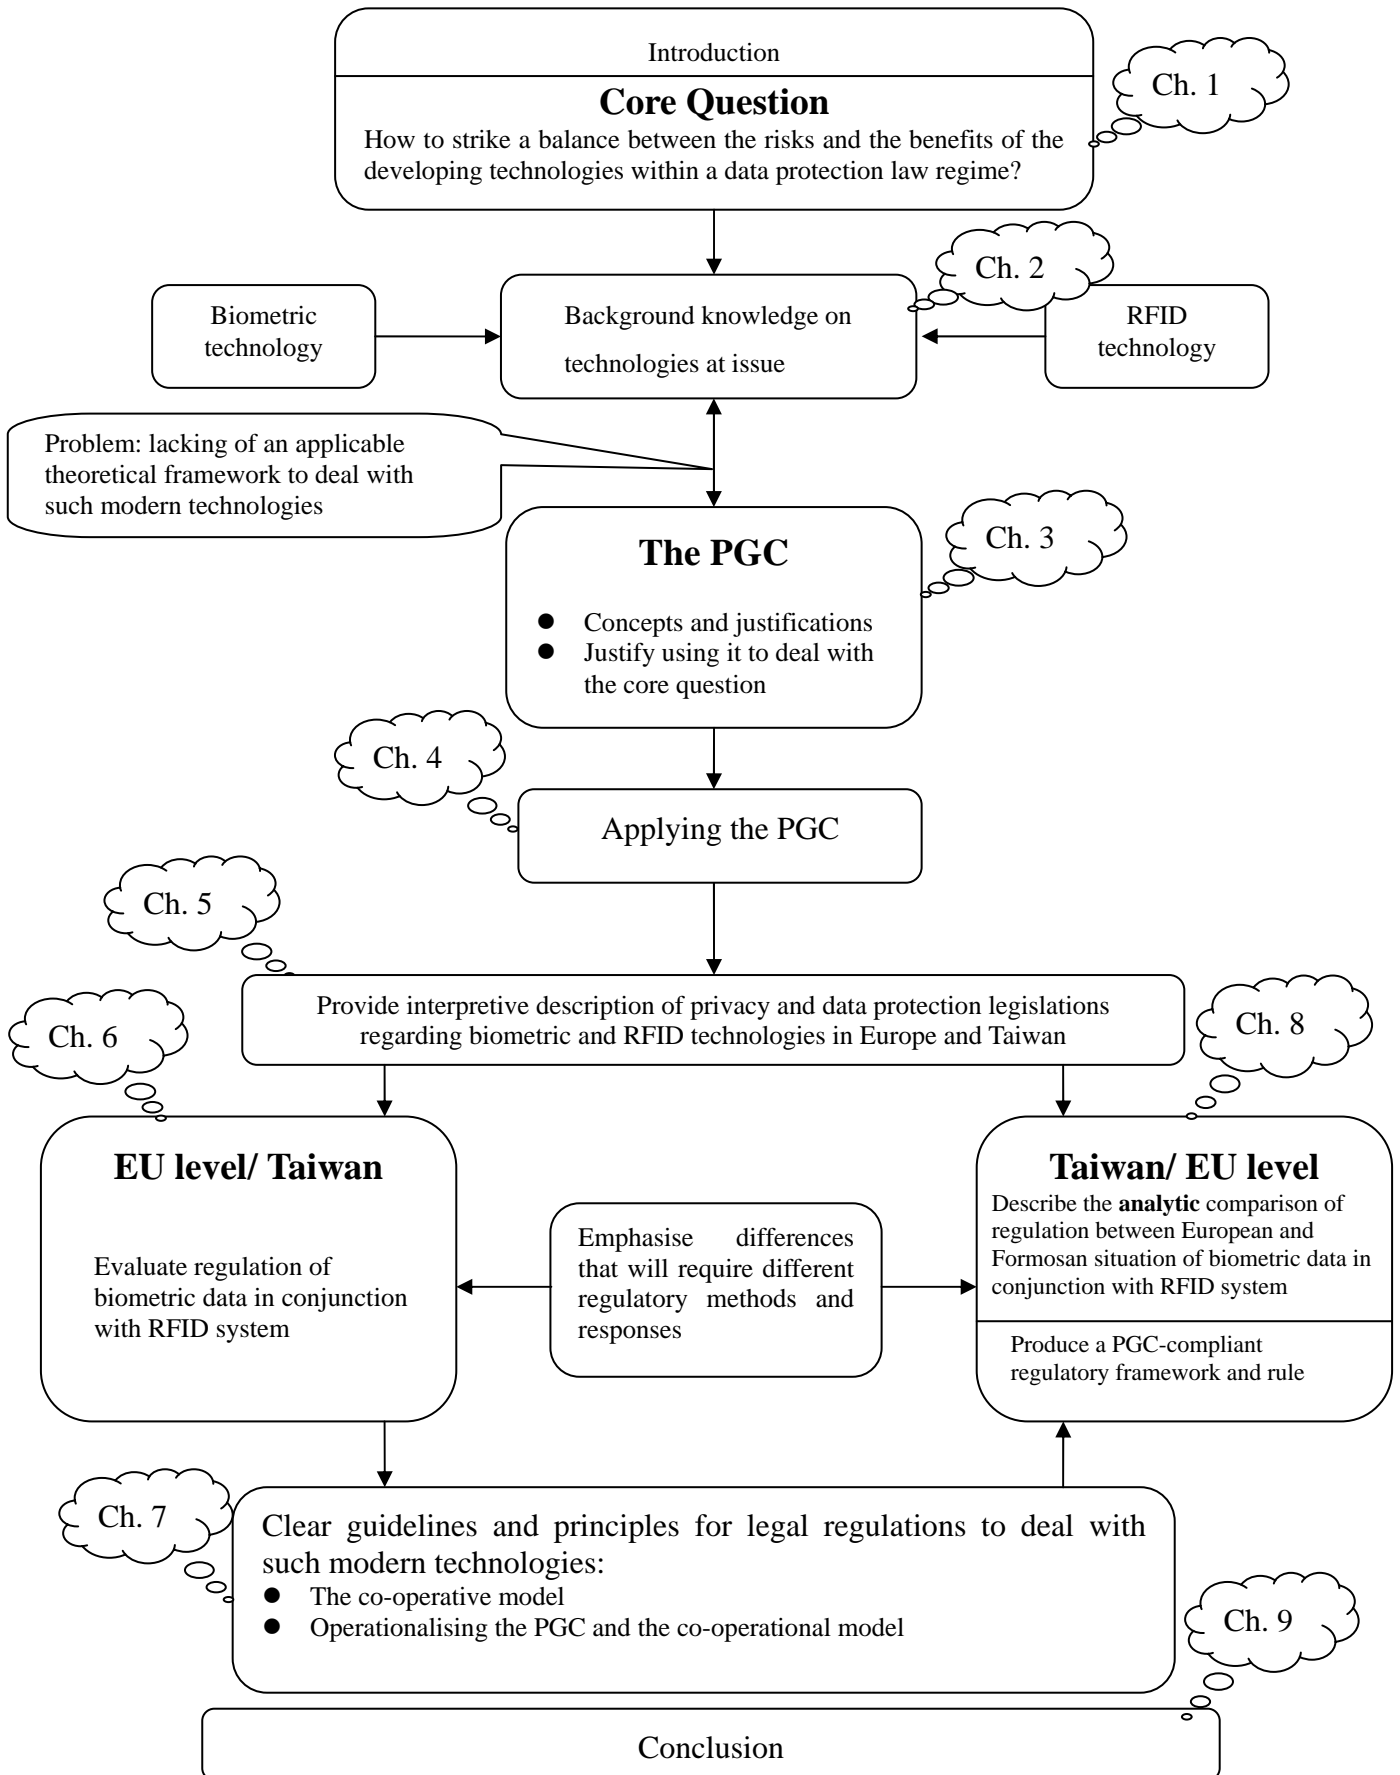 Introduction
Core Question
How to strike a balance between the risks and the benefits of the
developing technologies within a data protection law regime?
Ch. 1
Ch. 2
Biometric
technology
Background knowledge on
technologies at issue
RFID
technology
Problem: lacking of an applicable
theoretical framework to deal with
such modern technologies
Ch. 3
The PGC
● Concepts and justifications
● Justify using it to deal with
the core question
Ch. 4
Applying the PGC
Ch. 5
Provide interpretive description of privacy and data protection legislations
regarding biometric and RFID technologies in Europe and Taiwan
Ch. 6
Ch. 8
EU level/ Taiwan
Evaluate regulation of
biometric data in conjunction
with RFID system
Emphasise differences
that will require different
regulatory methods and
responses
Taiwan/ EU level
Describe the analytic comparison of
regulation between European and
Formosan situation of biometric data in
conjunction with RFID system
Produce a PGC-compliant
regulatory framework and rule
Ch. 7
Clear guidelines and principles for legal regulations to deal with
such modern technologies:
● The co-operative model
● Operationalising the PGC and the co-operational model
Ch. 9
Conclusion